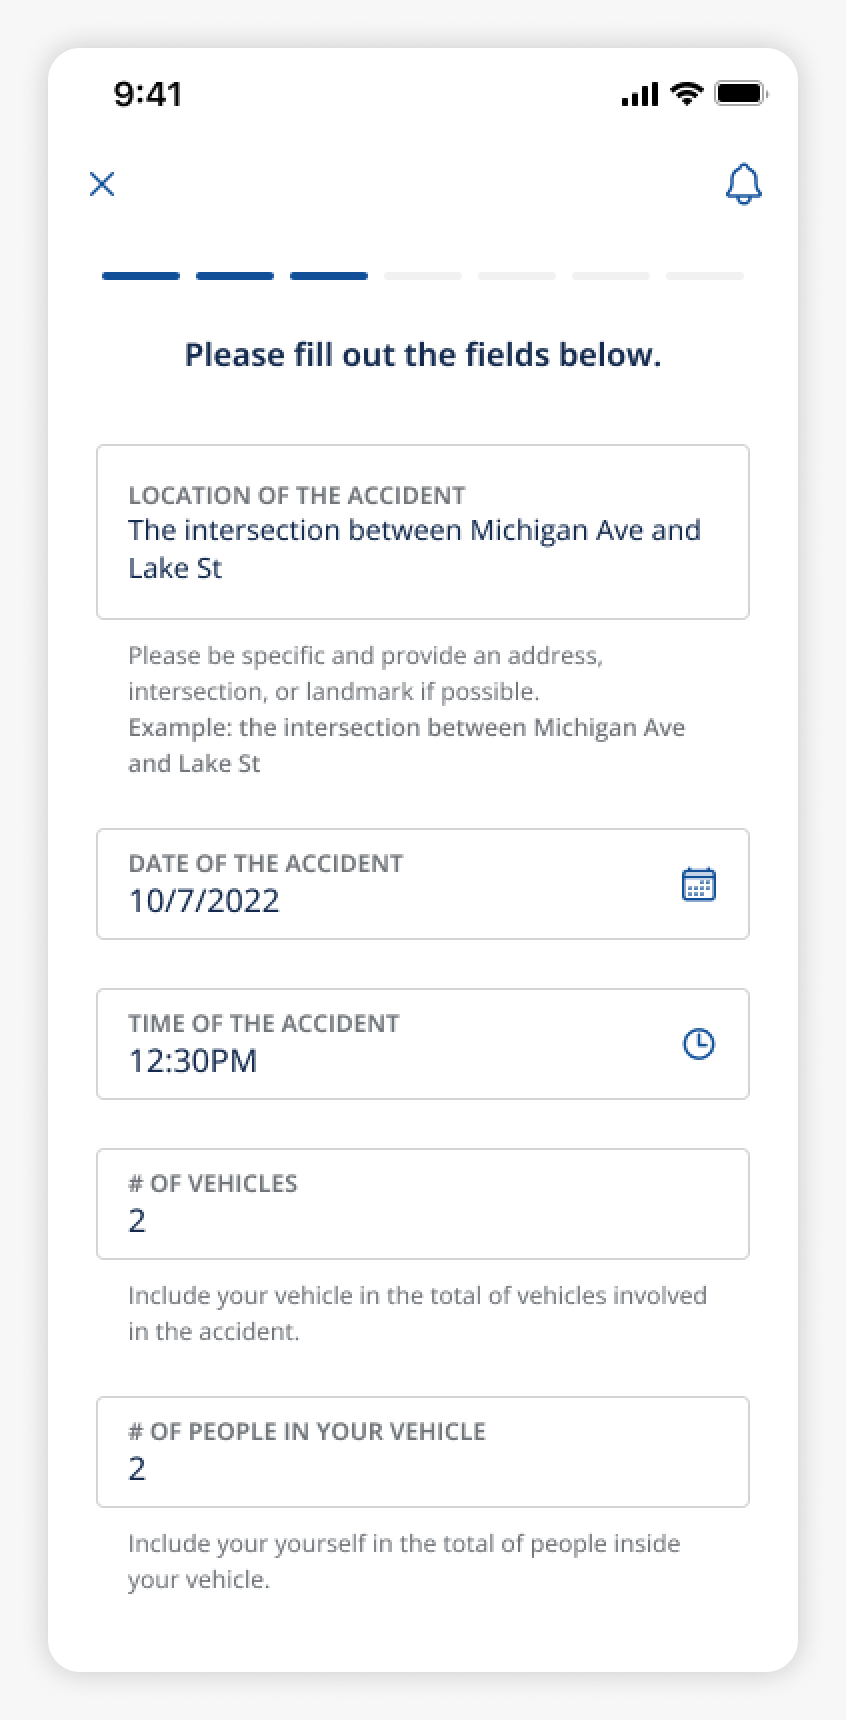 9:41
Please fill out the fields below.
LOCATION OF THE ACCIDENT
The intersection between Michigan Ave and
Lake St
Please be specific and provide an address,
intersection, or landmark if possible.
Example: the intersection between Michigan Ave
and Lake St
DATE OF THE ACCIDENT
10/7/2022
TIME OF THE ACCIDENT
12:30PM
# OF VEHICLES
2
Include your vehicle in the total of vehicles involved
in the accident.
# OF PEOPLE IN YOUR VEHICLE
2
Include your yourself in the total of people inside
your vehicle.